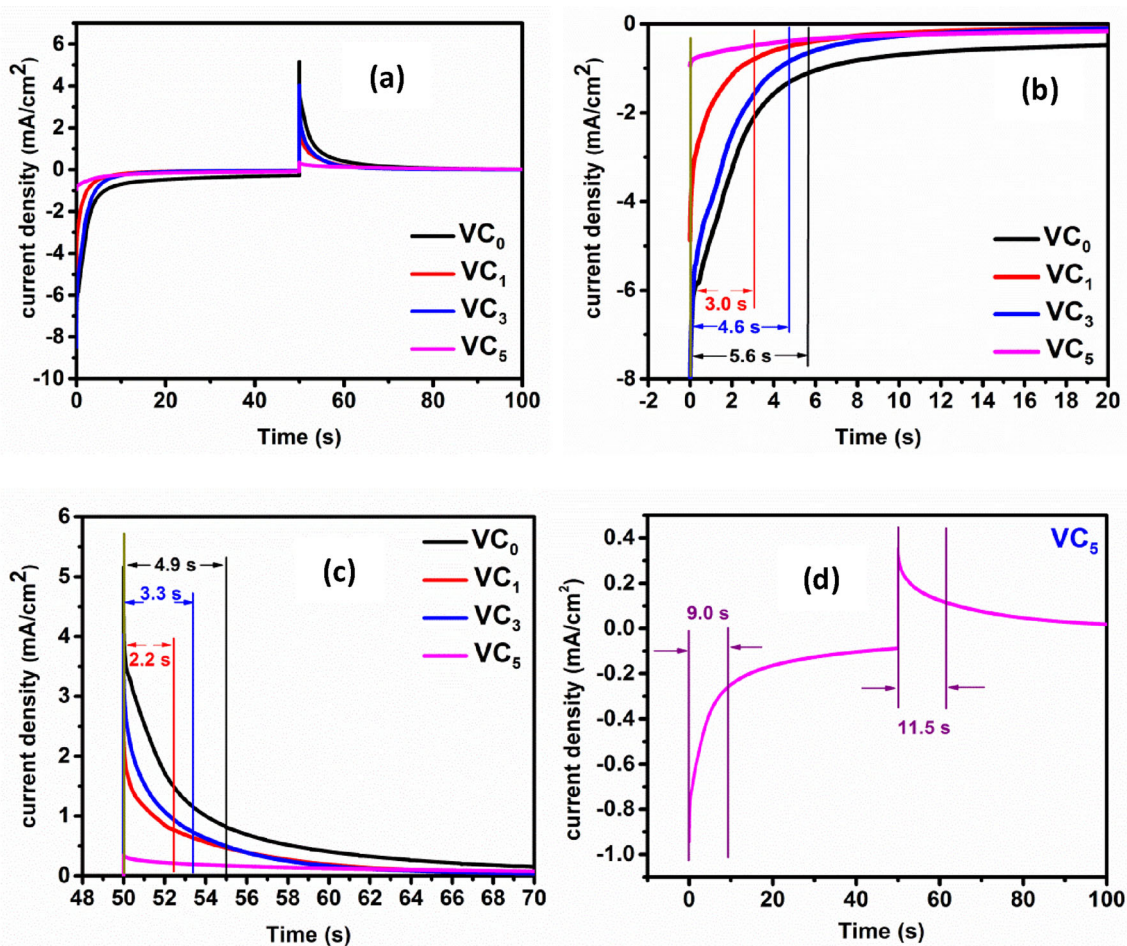 (a)
current density (mA/cm²)
6
4
2
0
-2
-4
-6
-8
-10
VC₀
VC₁
VC₃
VC₅
0 20 40 60 80 100
Time (s)
(b)
current density (mA/cm²)
0
-2
-4
-6
-8
3.0 s
4.6 s
5.6 s
VC₀
VC₁
VC₃
VC₅
-2 0 2 4 6 8 10 12 14 16 18 20
Time (s)
(c)
current density (mA/cm²)
6
5
4
3
2
1
0
4.9 s
3.3 s
2.2 s
VC₀
VC₁
VC₃
VC₅
48 50 52 54 56 58 60 62 64 66 68 70
Time (s)
(d)
VC₅
current density (mA/cm²)
0.4
0.2
0.0
-0.2
-0.4
-0.6
-0.8
-1.0
9.0 s
11.5 s
0 20 40 60 80 100
Time (s)